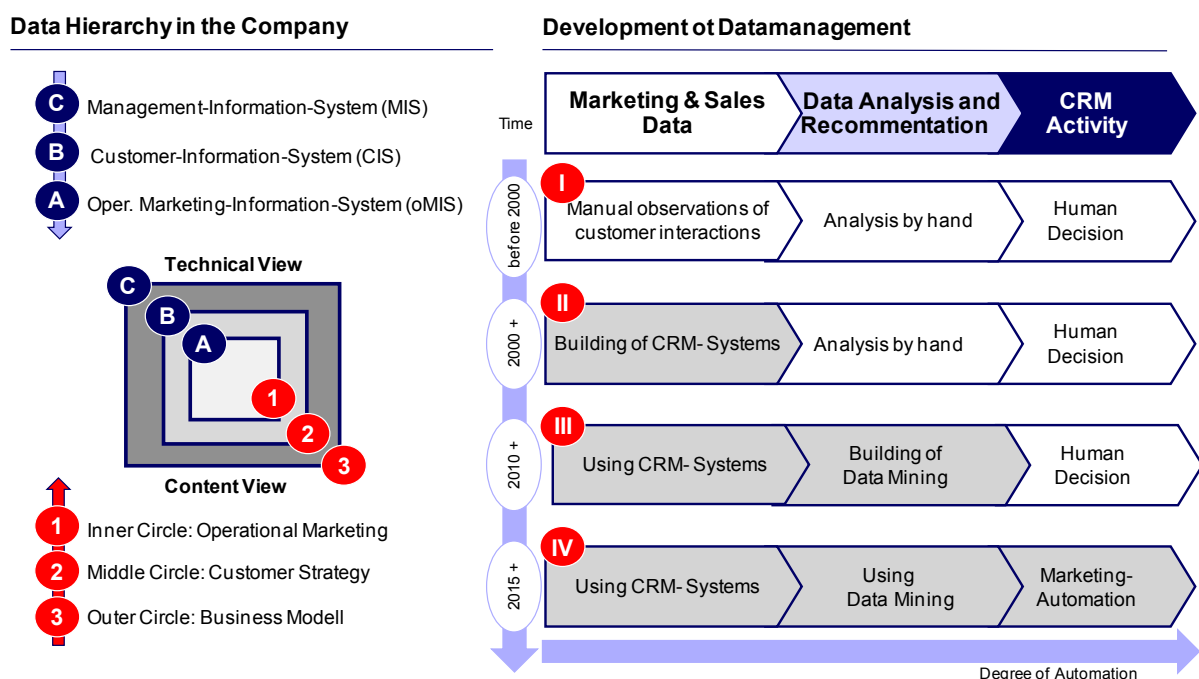 Data Hierarchy in the Company
C Management-Information-System (MIS)
B Customer-Information-System (CIS)
A Oper. Marketing-Information-System (oMIS)
Technical View
C
B
A
1
2
3
Content View
1 Inner Circle: Operational Marketing
2 Middle Circle: Customer Strategy
3 Outer Circle: Business Modell
Development ot Datamanagement
Time
Marketing & Sales
Data
Data Analysis and
Recommentation
CRM
Activity
before 2000
I
Manual observations of
customer interactions
Analysis by hand
Human
Decision
2000 +
II
Building of CRM- Systems
Analysis by hand
Human
Decision
2010 +
III
Using CRM- Systems
Building of
Data Mining
Human
Decision
2015 +
IV
Using CRM- Systems
Using
Data Mining
Marketing-
Automation
Degree of Automation